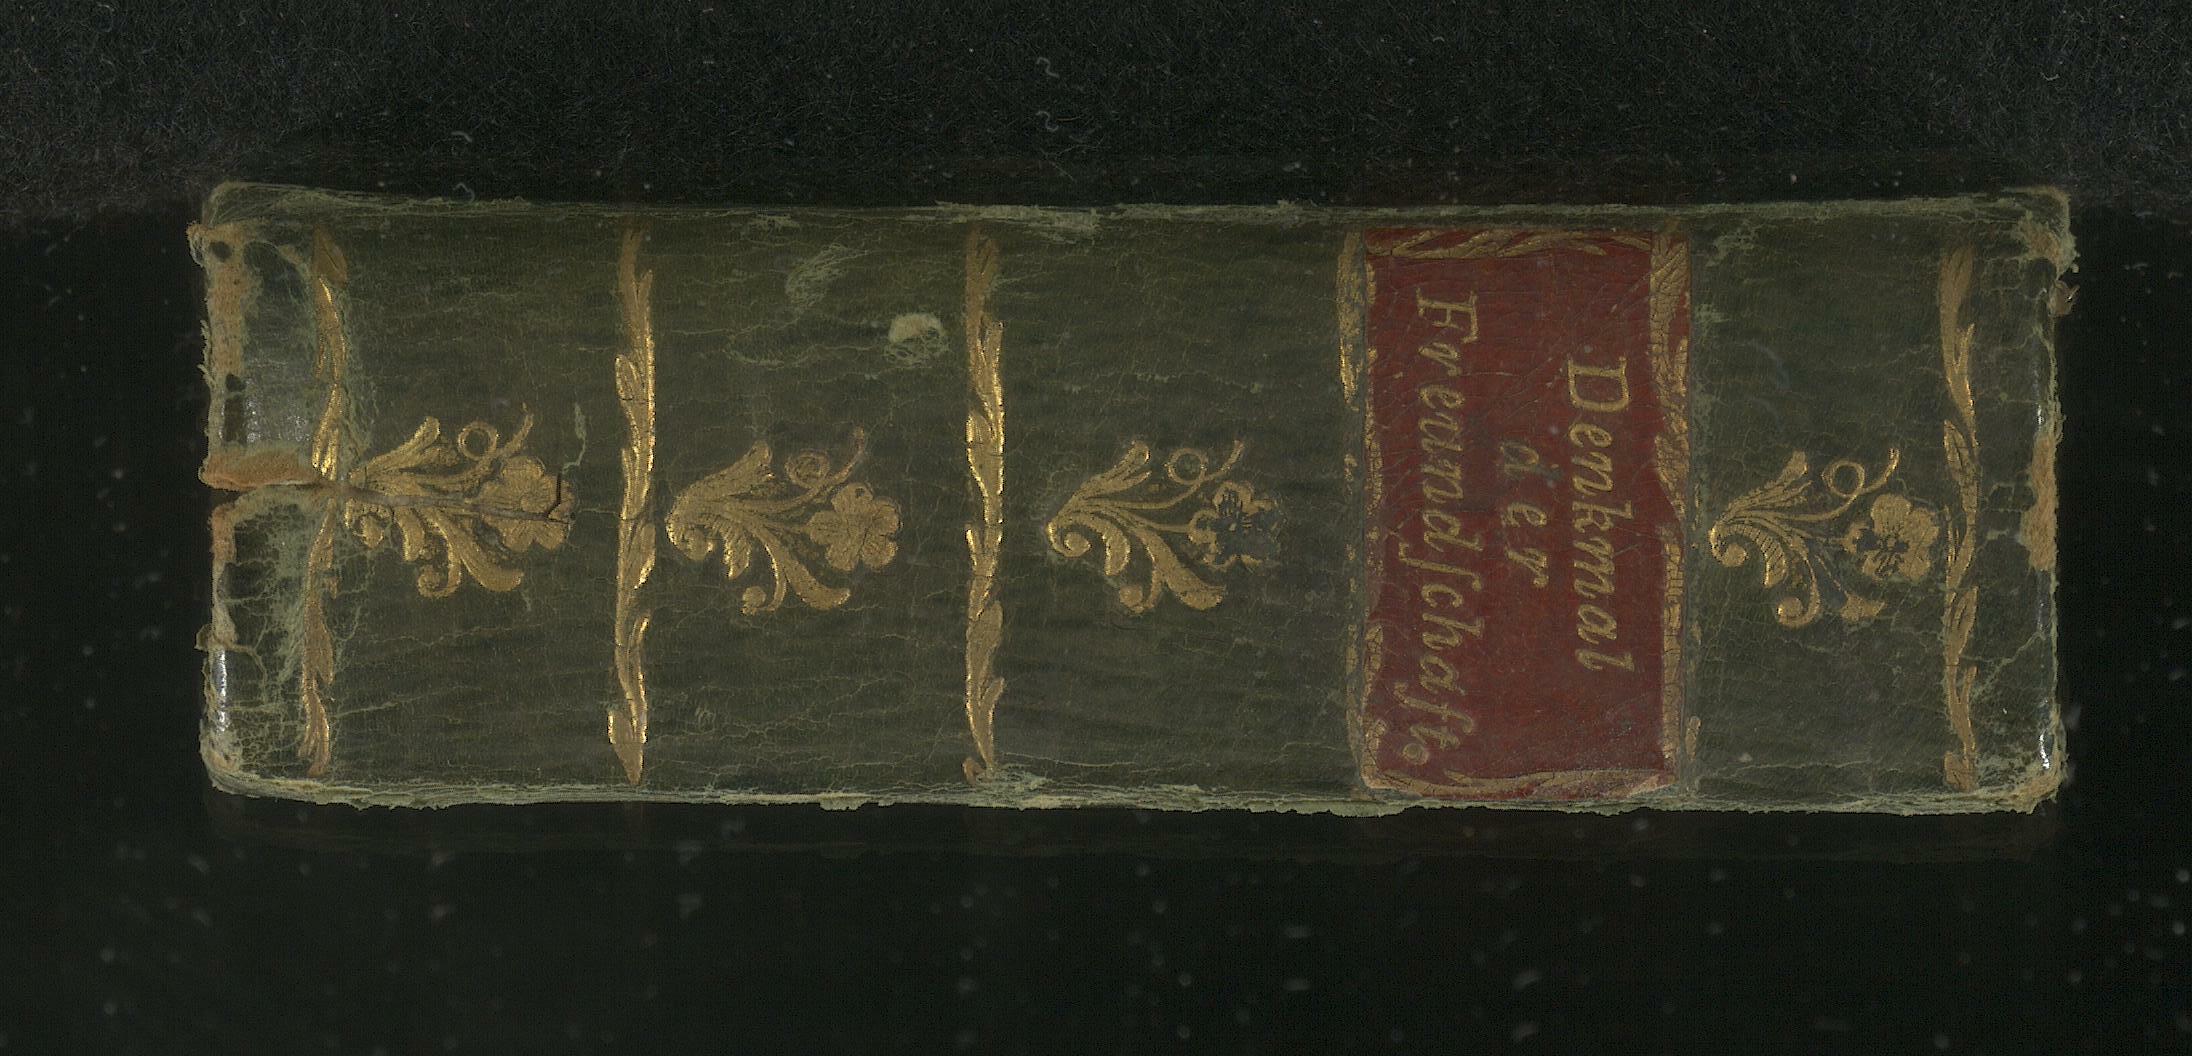 Denkmal
der
Freundſchaft.